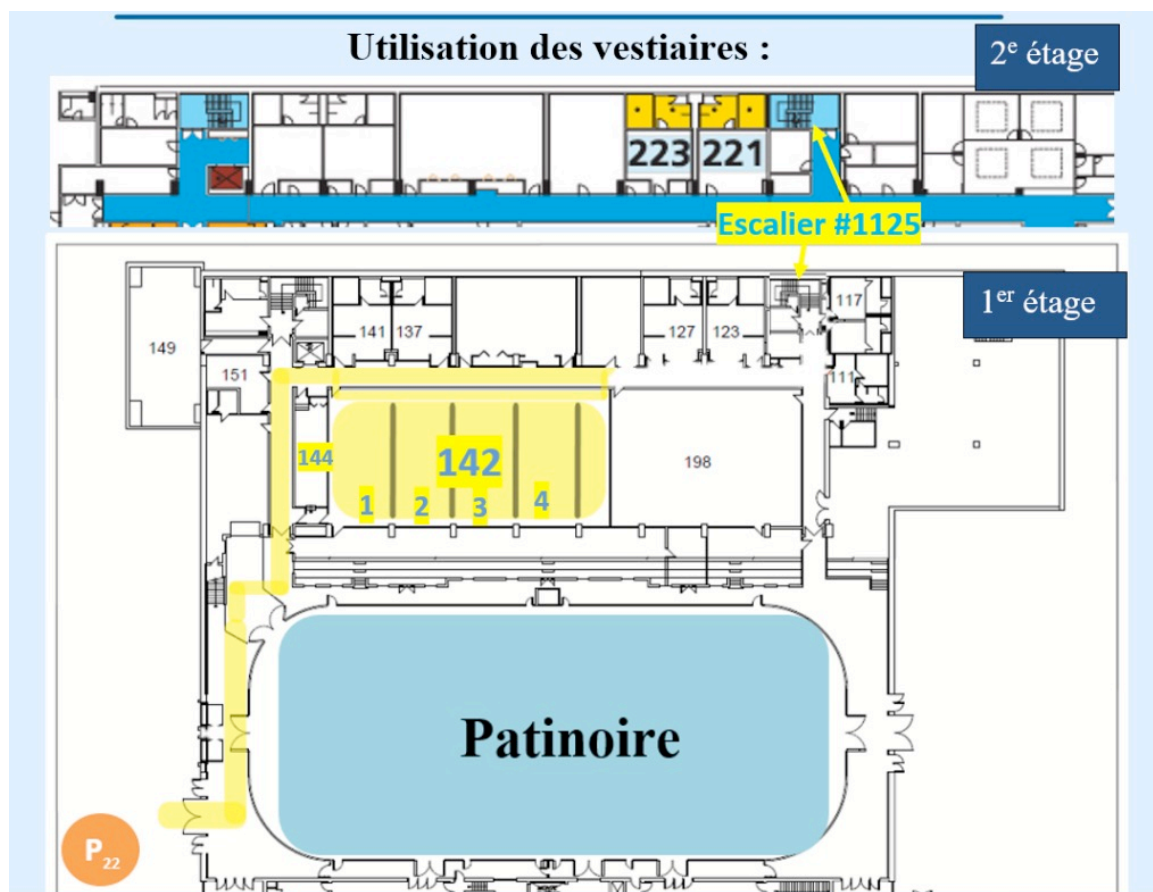 Utilisation des vestiaires :
2e étage
223
221
Escalier #1125
1er étage
149
151
141
137
127
123
117
111
144
142
198
1
2
3
4
Patinoire
P22